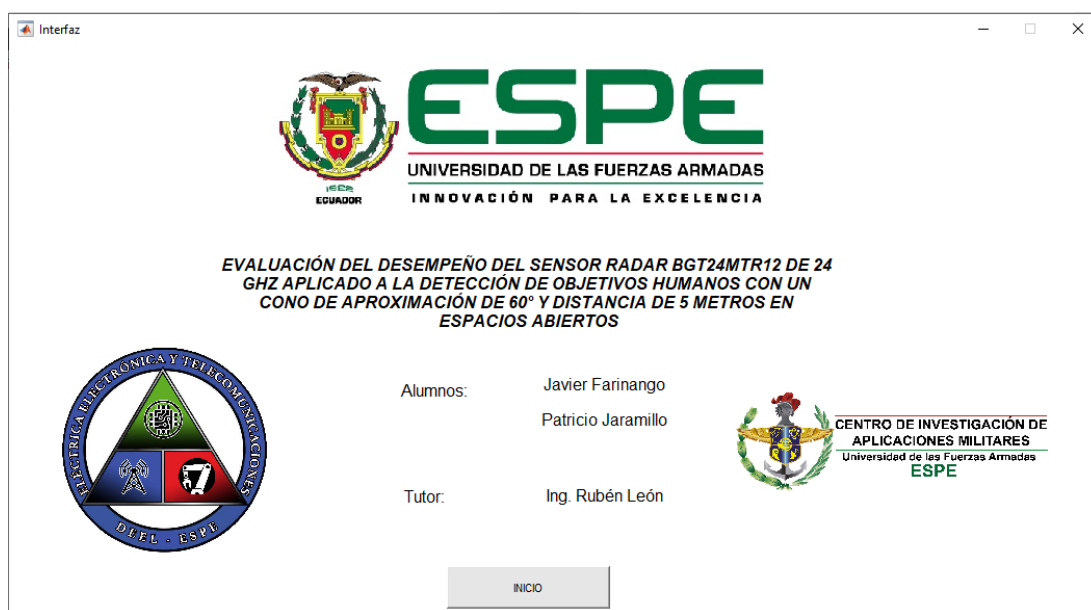 Interfaz
ESPE
UNIVERSIDAD DE LAS FUERZAS ARMADAS
INNOVACIÓN PARA LA EXCELENCIA
ECUADOR
EVALUACIÓN DEL DESEMPEÑO DEL SENSOR RADAR BGT24MTR12 DE 24
GHZ APLICADO A LA DETECCIÓN DE OBJETIVOS HUMANOS CON UN
CONO DE APROXIMACIÓN DE 60° Y DISTANCIA DE 5 METROS EN
ESPACIOS ABIERTOS
ELÉCTRICA ELECTRÓNICA Y TELECOMUNICACIONES
DEEL - ESPE
Alumnos:
Javier Farinango
Patricio Jaramillo
CENTRO DE INVESTIGACIÓN DE
APLICACIONES MILITARES
Universidad de las Fuerzas Armadas
ESPE
Tutor:
Ing. Rubén León
INICIO